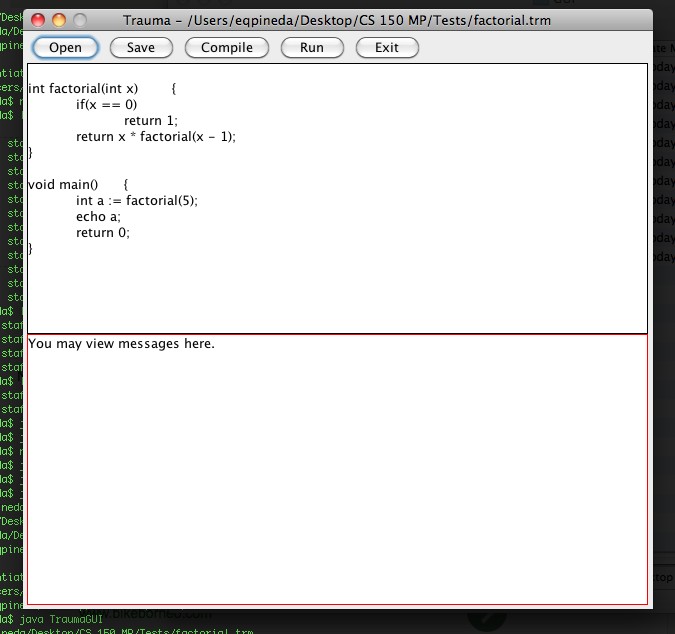 Trauma – /Users/eqpineda/Desktop/CS 150 MP/Tests/factorial.trm
Open Save Compile Run Exit
int factorial(int x) {
if(x == 0)
return 1;
return x * factorial(x - 1);
}
void main() {
int a := factorial(5);
echo a;
return 0;
}
You may view messages here.
da$ java TraumaGUI
neda/Desktop/CS 150 MP/Tests/factorial.trm